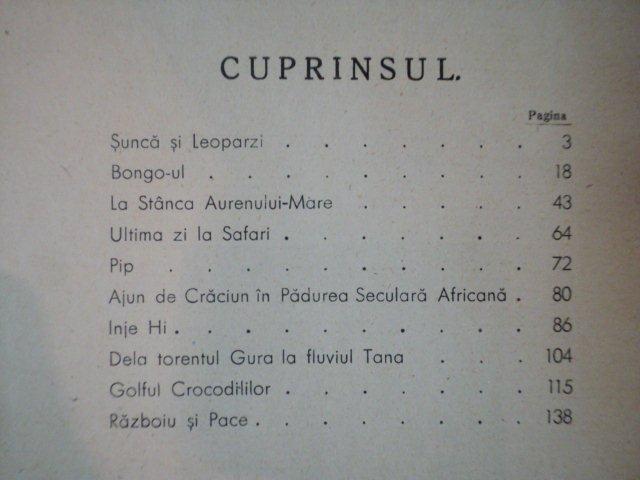 CUPRINSUL.
Pagina
Șuncă și Leoparzi . . . . . . . 3
Bongo-ul . . . . . . . . . 18
La Stânca Aurenului-Mare . . . . . 43
Ultima zi la Safari . . . . . . . 64
Pip . . . . . . . . . . 72
Ajun de Crăciun în Pădurea Seculară Africană . 80
Inje Hi . . . . . . . . . . 86
Dela torentul Gura la fluviul Tana . . . 104
Golful Crocodililor . . . . . . . 115
Războiu și Pace . . . . . . . . 138